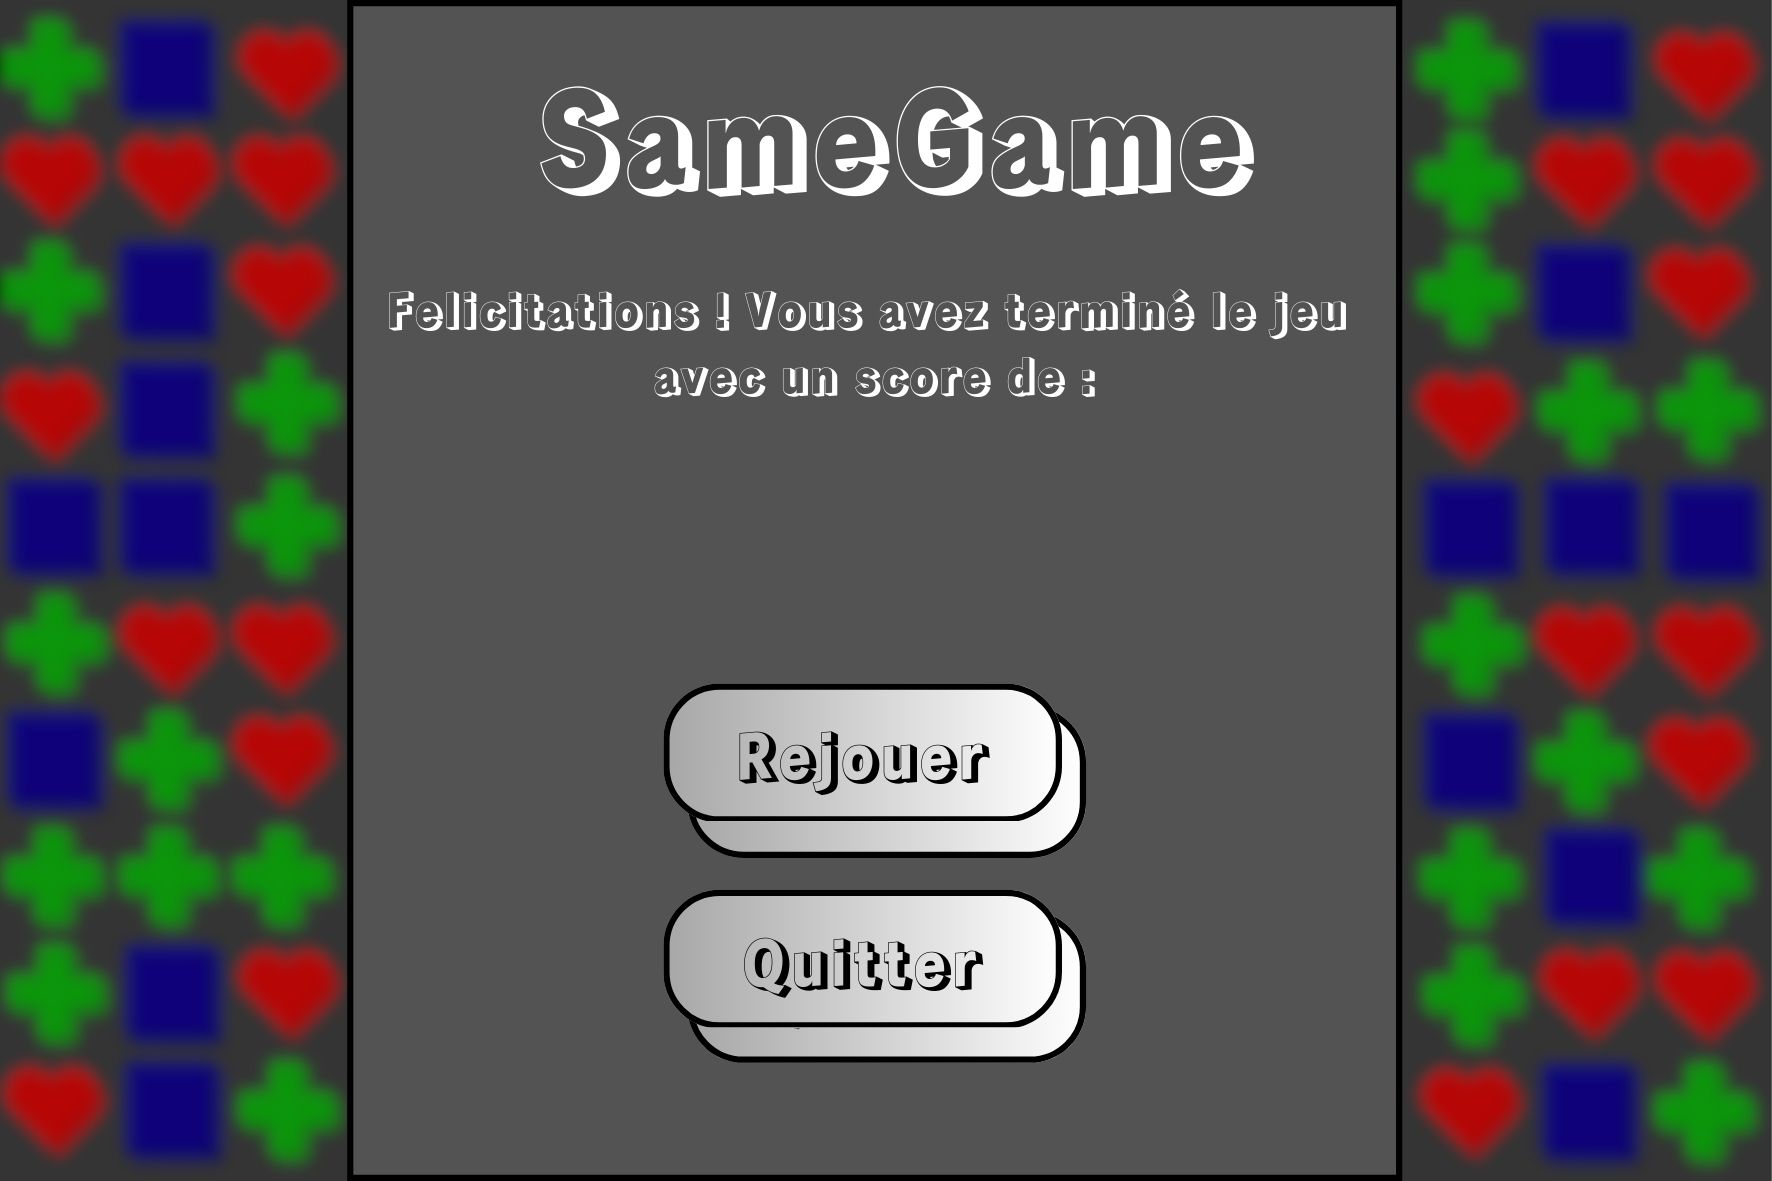 SameGame
Felicitations ! Vous avez terminé le jeu
avec un score de :
Rejouer
Quitter